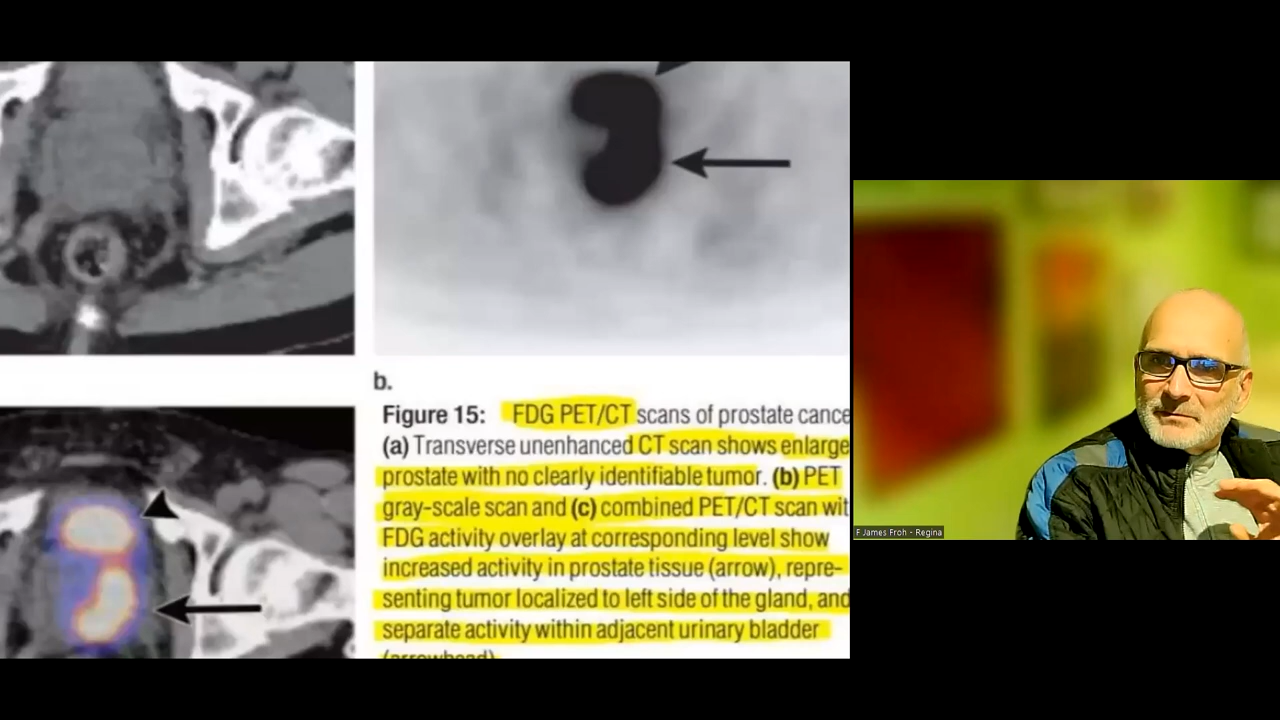 b.
Figure 15: FDG PET/CT scans of prostate cance
(a) Transverse unenhanced CT scan shows enlarge
prostate with no clearly identifiable tumor. (b) PET
gray-scale scan and (c) combined PET/CT scan wit
FDG activity overlay at corresponding level show
increased activity in prostate tissue (arrow), repre-
senting tumor localized to left side of the gland, and
separate activity within adjacent urinary bladder
(arrowhead).
F James Froh - Regina